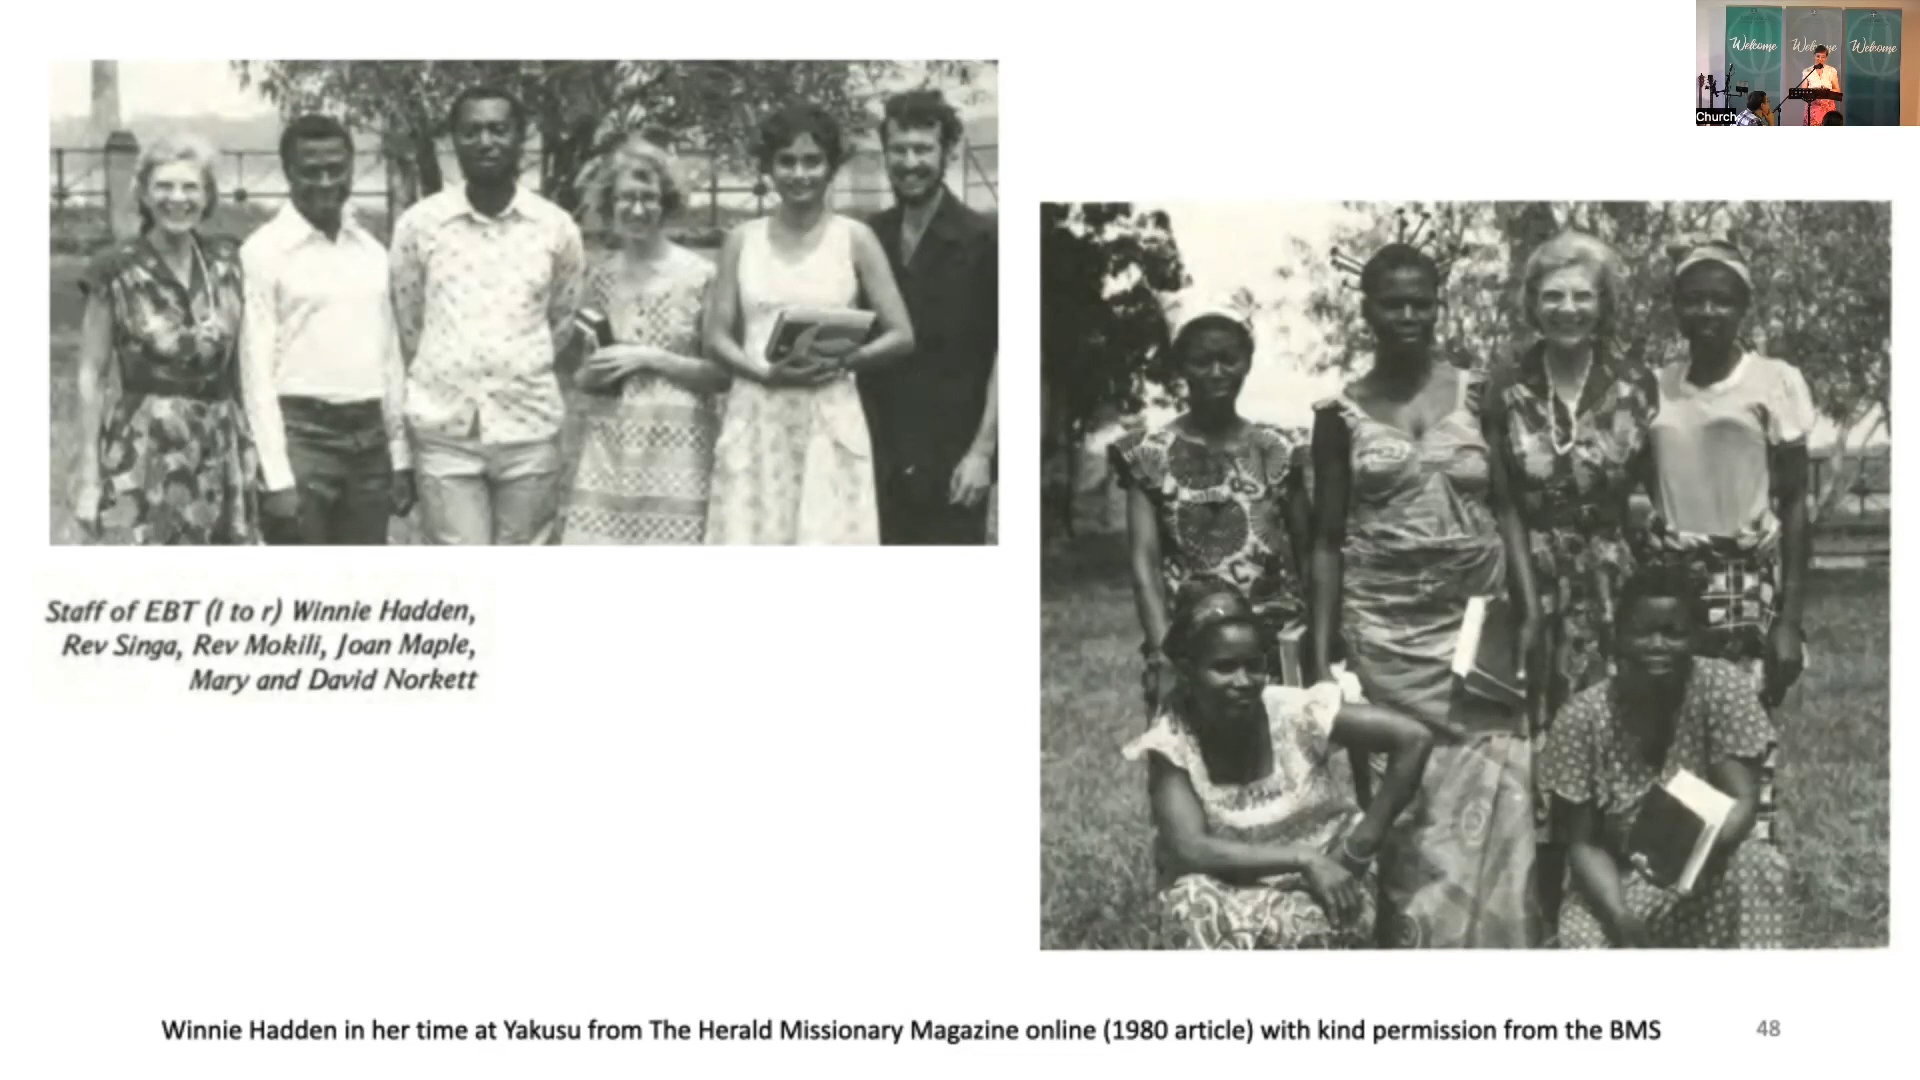 Welcome
Welcome
Welcome
Church
Staff of EBT (l to r) Winnie Hadden,
Rev Singa, Rev Mokili, Joan Maple,
Mary and David Norkett
Winnie Hadden in her time at Yakusu from The Herald Missionary Magazine online (1980 article) with kind permission from the BMS
48